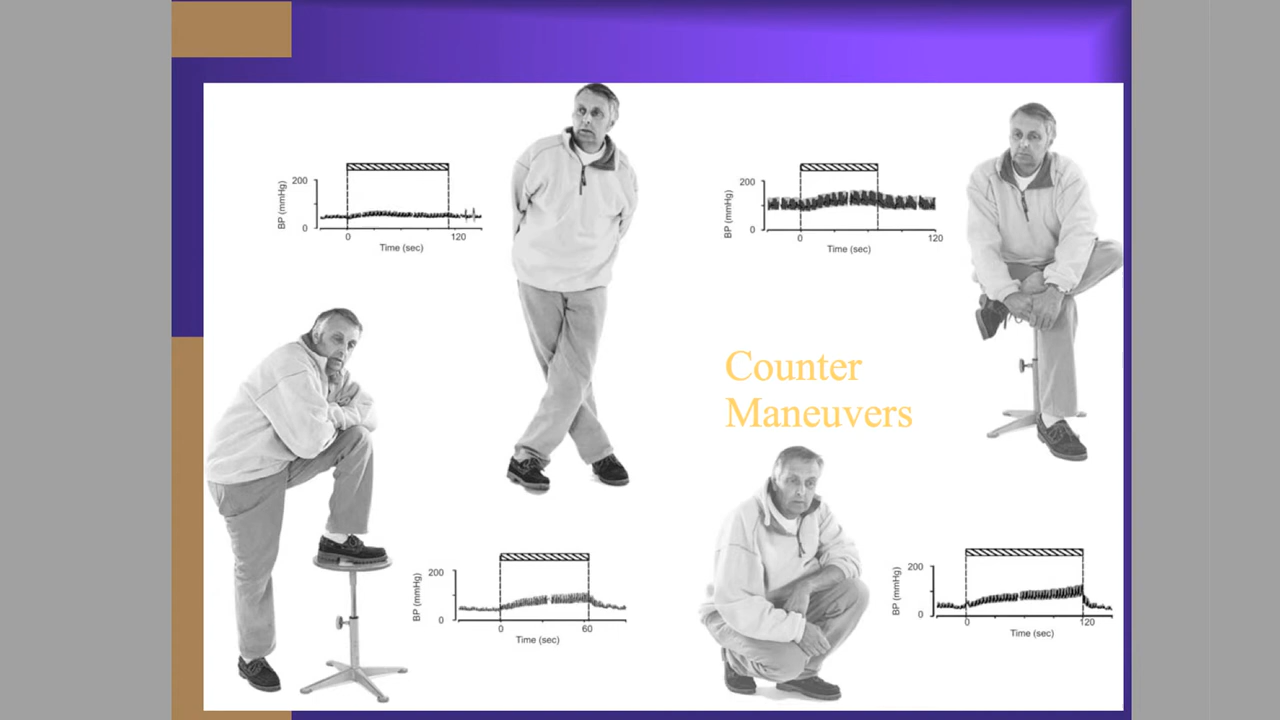 200
BP (mmHg)
0
0
120
Time (sec)
200
BP (mmHg)
0
0
120
Time (sec)
Counter
Maneuvers
200
BP (mmHg)
0
0
60
Time (sec)
200
BP (mmHg)
0
0
120
Time (sec)